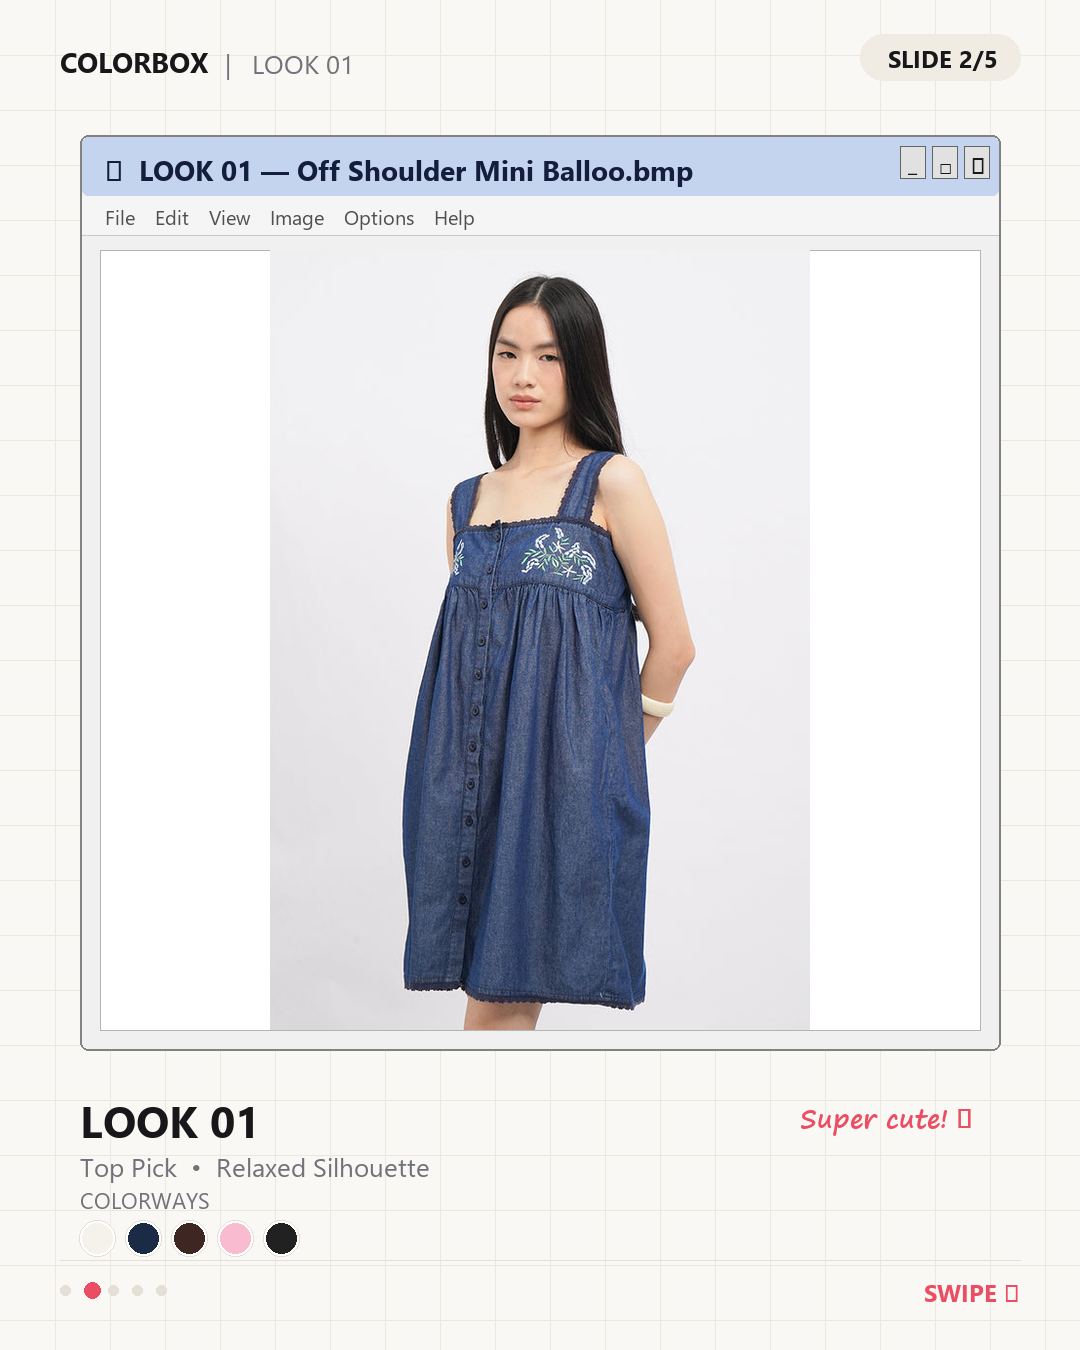 COLORBOX | LOOK 01
SLIDE 2/5
LOOK 01 — Off Shoulder Mini Balloo.bmp
File Edit View Image Options Help
LOOK 01
Super cute!
Top Pick • Relaxed Silhouette
COLORWAYS
SWIPE